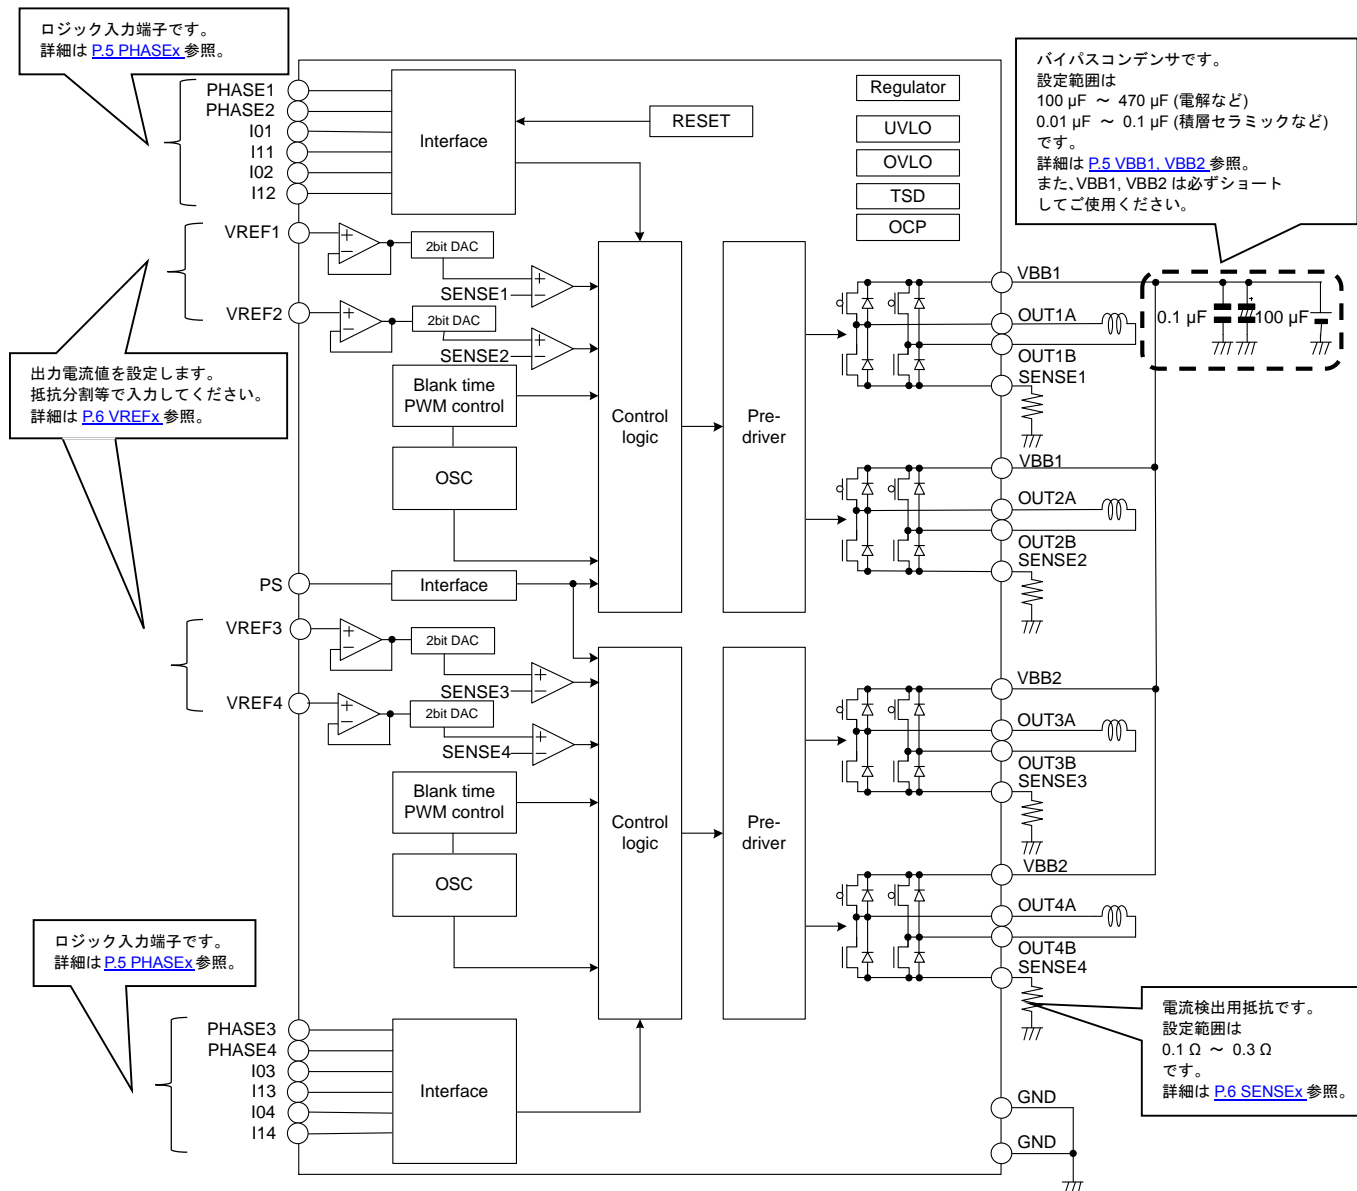 ロジック入力端子です。
詳細は P.5 PHASEx 参照。
PHASE1
PHASE2
I01
I11
I02
I12
Interface
RESET
Regulator
UVLO
OVLO
TSD
OCP
バイパスコンデンサです。
設定範囲は
100 µF ～ 470 µF (電解など)
0.01 µF ～ 0.1 µF (積層セラミックなど)
です。
詳細は P.5 VBB1, VBB2 参照。
また、VBB1, VBB2 は必ずショート
してご使用ください。
VREF1
2bit DAC
SENSE1
VREF2
2bit DAC
SENSE2
出力電流値を設定します。
抵抗分割等で入力してください。
詳細は P.6 VREFx 参照。
Blank time
PWM control
OSC
Control
logic
Pre-
driver
VBB1
OUT1A
OUT1B
SENSE1
0.1 µF
+
100 µF
VBB1
OUT2A
OUT2B
SENSE2
PS
Interface
VREF3
2bit DAC
SENSE3
VREF4
2bit DAC
SENSE4
Blank time
PWM control
OSC
Control
logic
Pre-
driver
VBB2
OUT3A
OUT3B
SENSE3
VBB2
OUT4A
OUT4B
SENSE4
ロジック入力端子です。
詳細は P.5 PHASEx 参照。
PHASE3
PHASE4
I03
I13
I04
I14
Interface
電流検出用抵抗です。
設定範囲は
0.1 Ω ～ 0.3 Ω
です。
詳細は P.6 SENSEx 参照。
GND
GND